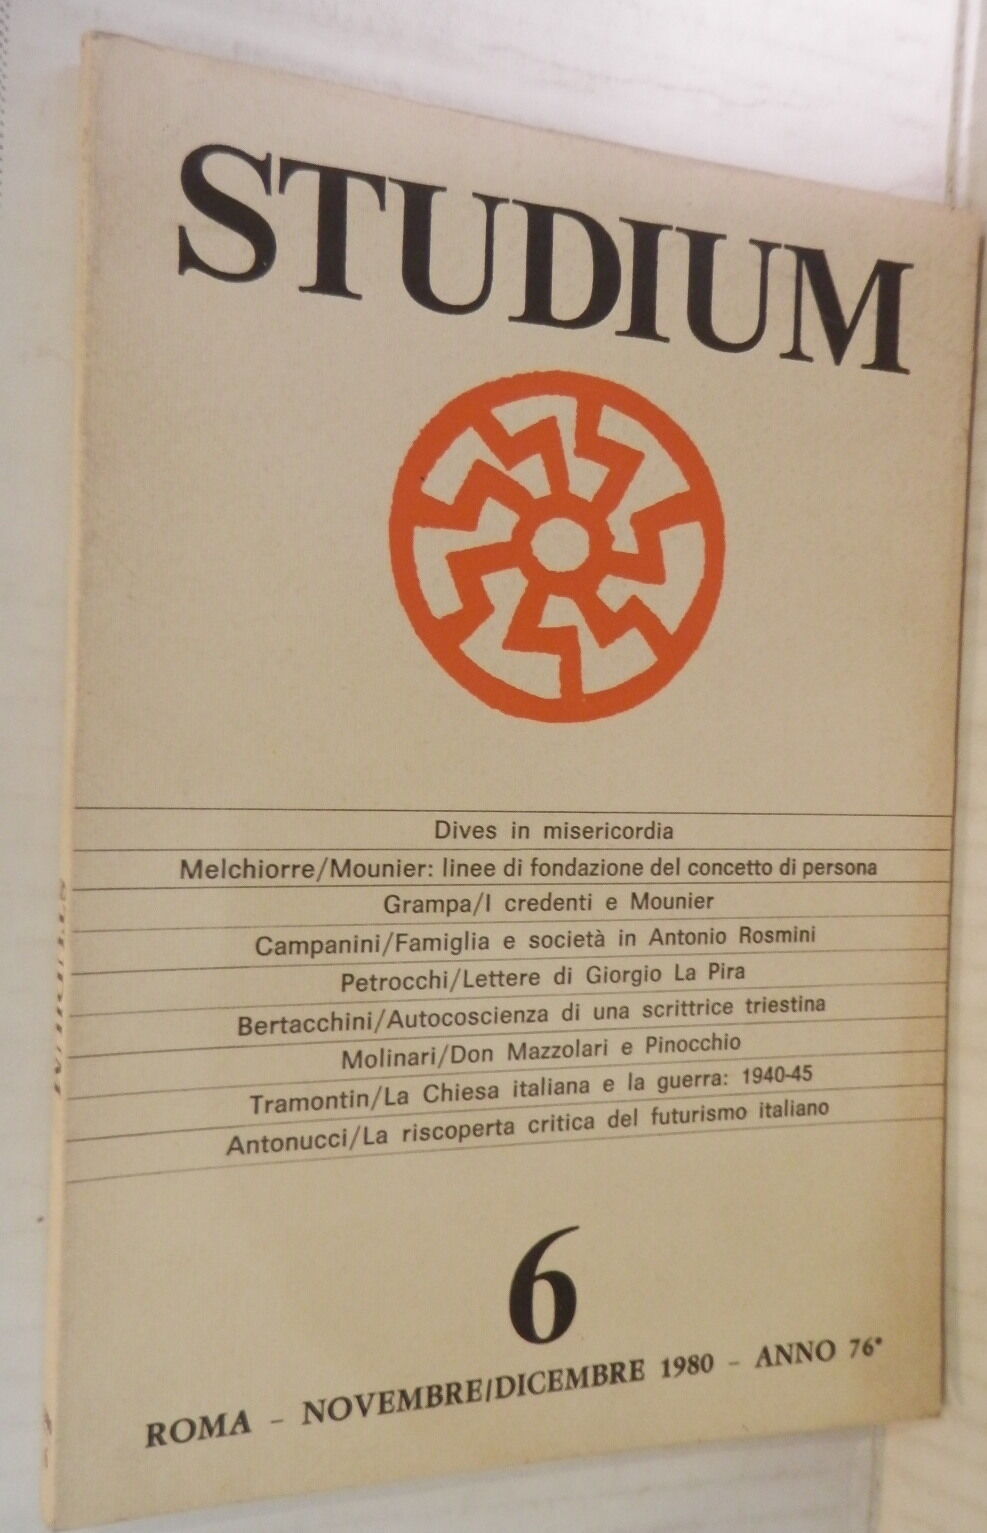 STUDIUM
Dives in misericordia
Melchiorre/Mounier: linee di fondazione del concetto di persona
Grampa/I credenti e Mounier
Campanini/Famiglia e società in Antonio Rosmini
Petrocchi/Lettere di Giorgio La Pira
Bertacchini/Autocoscienza di una scrittrice triestina
Molinari/Don Mazzolari e Pinocchio
Tramontin/La Chiesa italiana e la guerra: 1940-45
Antonucci/La riscoperta critica del futurismo italiano
6
ROMA - NOVEMBRE/DICEMBRE 1980 - ANNO 76°
STUDIUM